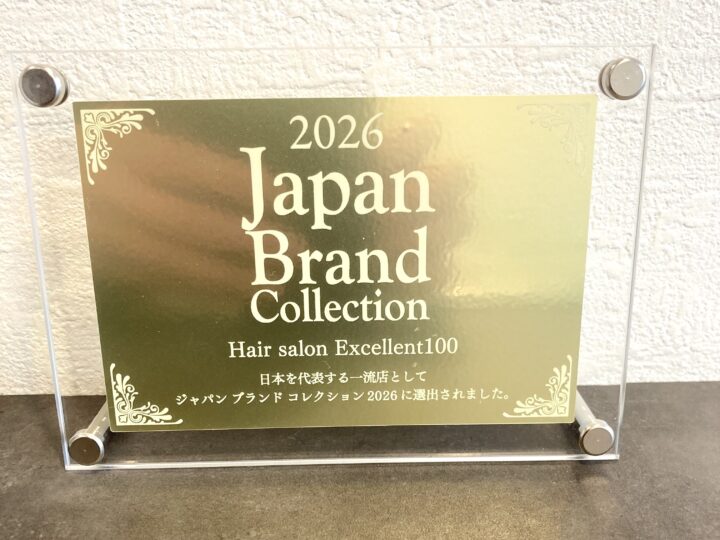 2026
Japan
Brand
Collection
Hair salon Excellent100
日本を代表する一流店として
ジャパン ブランド コレクション 2026 に選出されました。